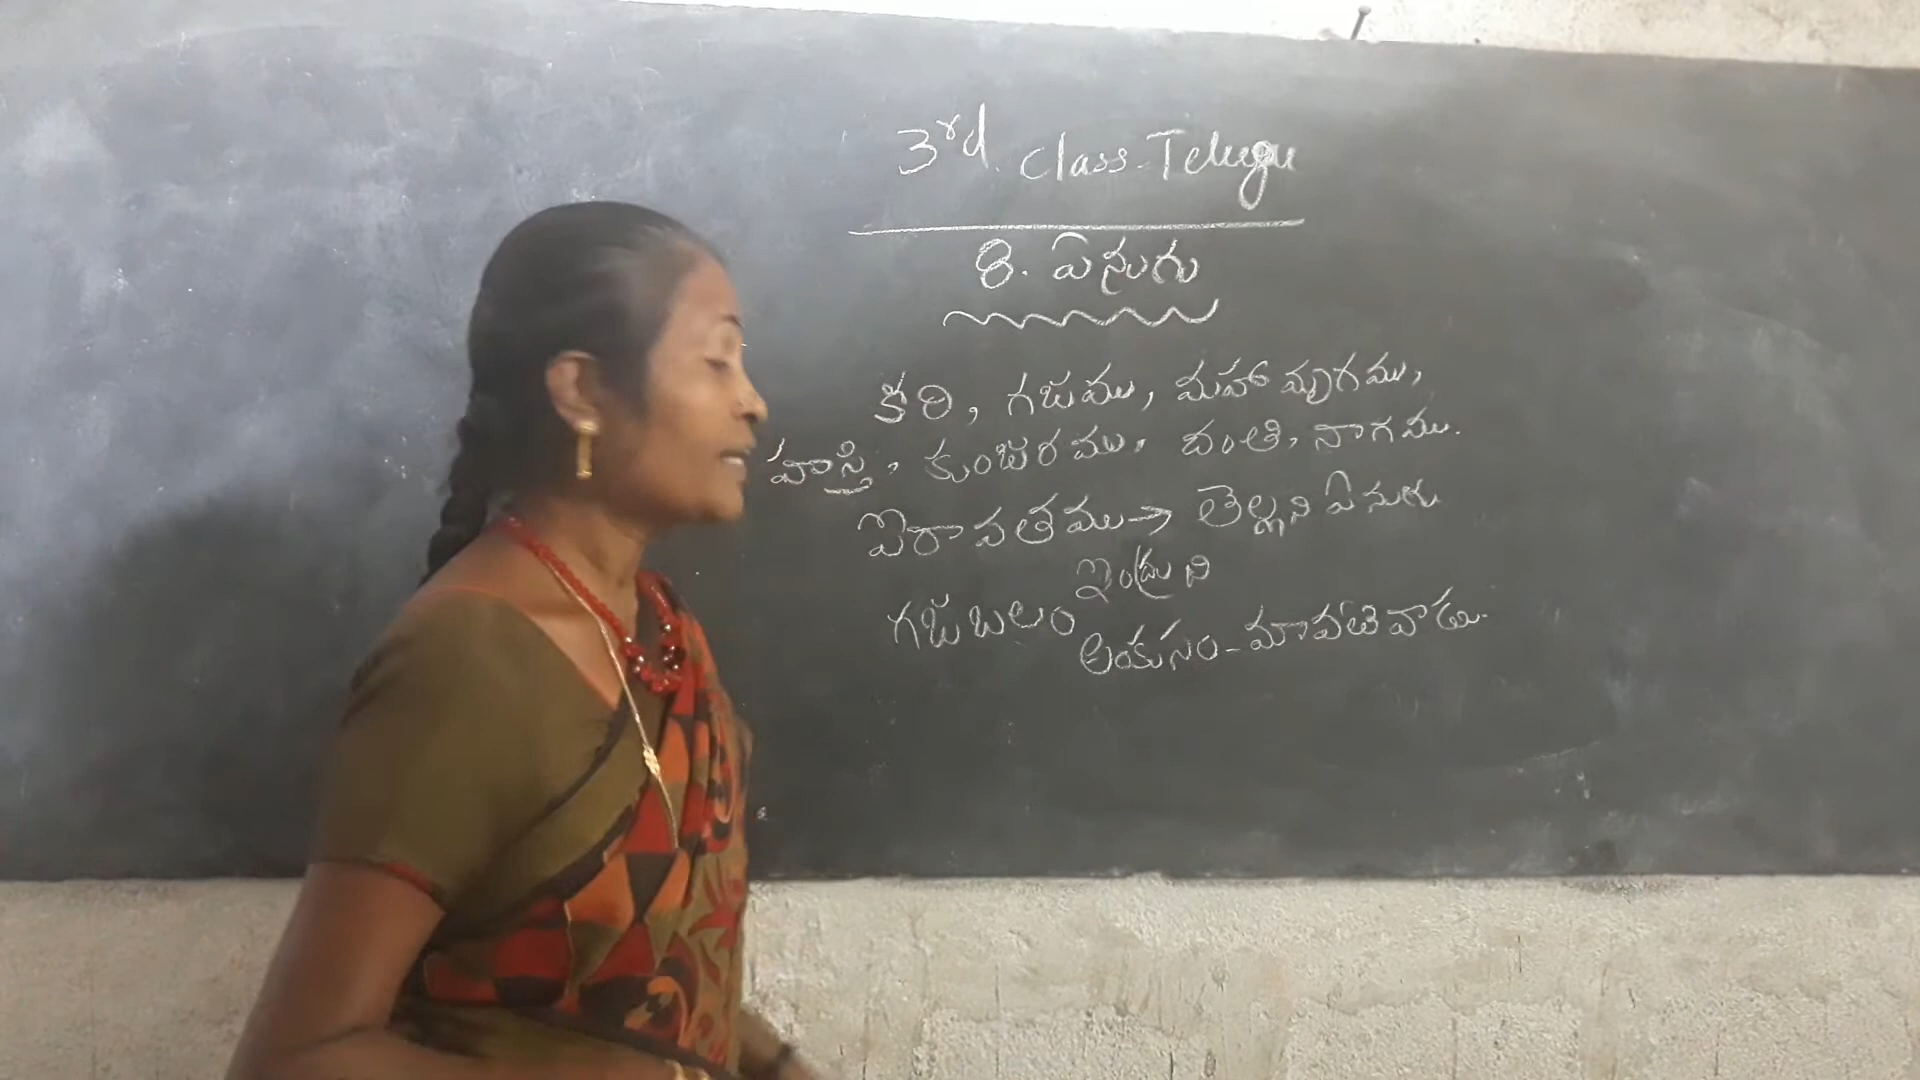 3rd. class-Telugu
8. ఏనుగు
కరి, గజము, మహా మృగము,
హస్తి, కుంజరము, దంతి, నాగము.
ఐరావతము→ తెల్లని ఏనుగు
ఇంద్రుని
గజబలం
అంకుసం-మావటివాడు.